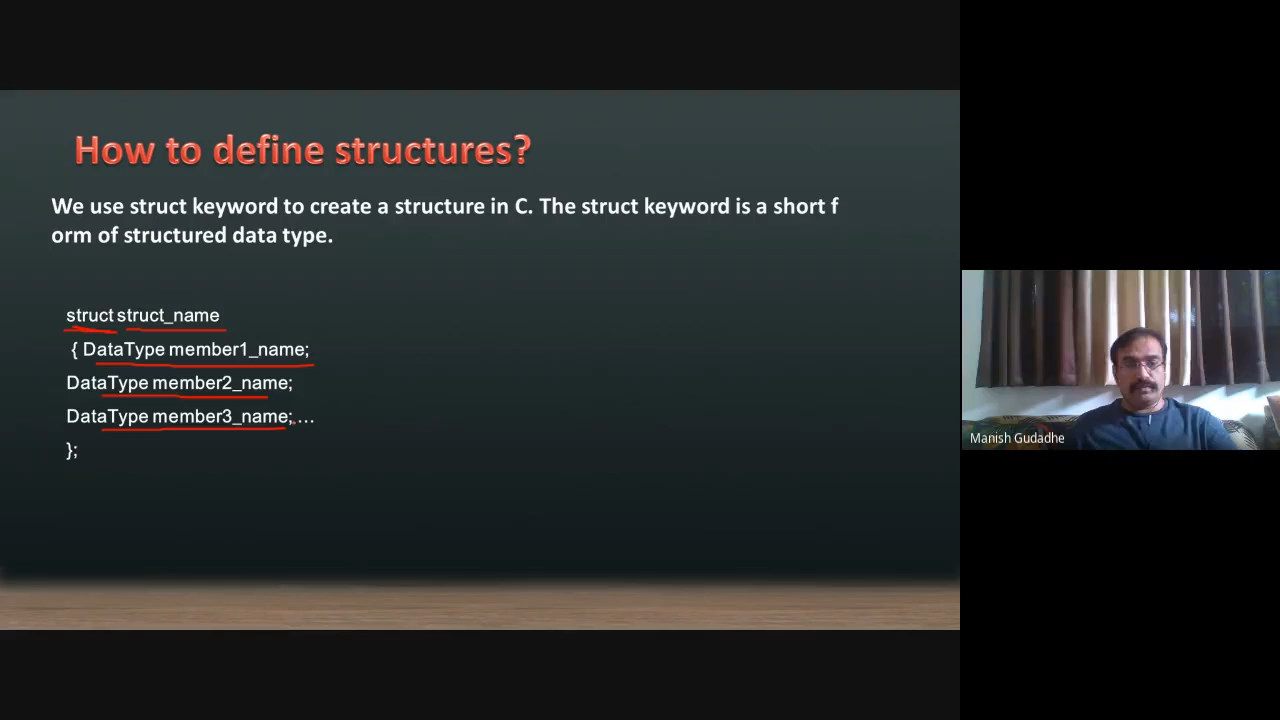 How to define structures?
We use struct keyword to create a structure in C. The struct keyword is a short f
orm of structured data type.
struct struct_name
{ DataType member1_name;
DataType member2_name;
DataType member3_name; ...
};
Manish Gudadhe